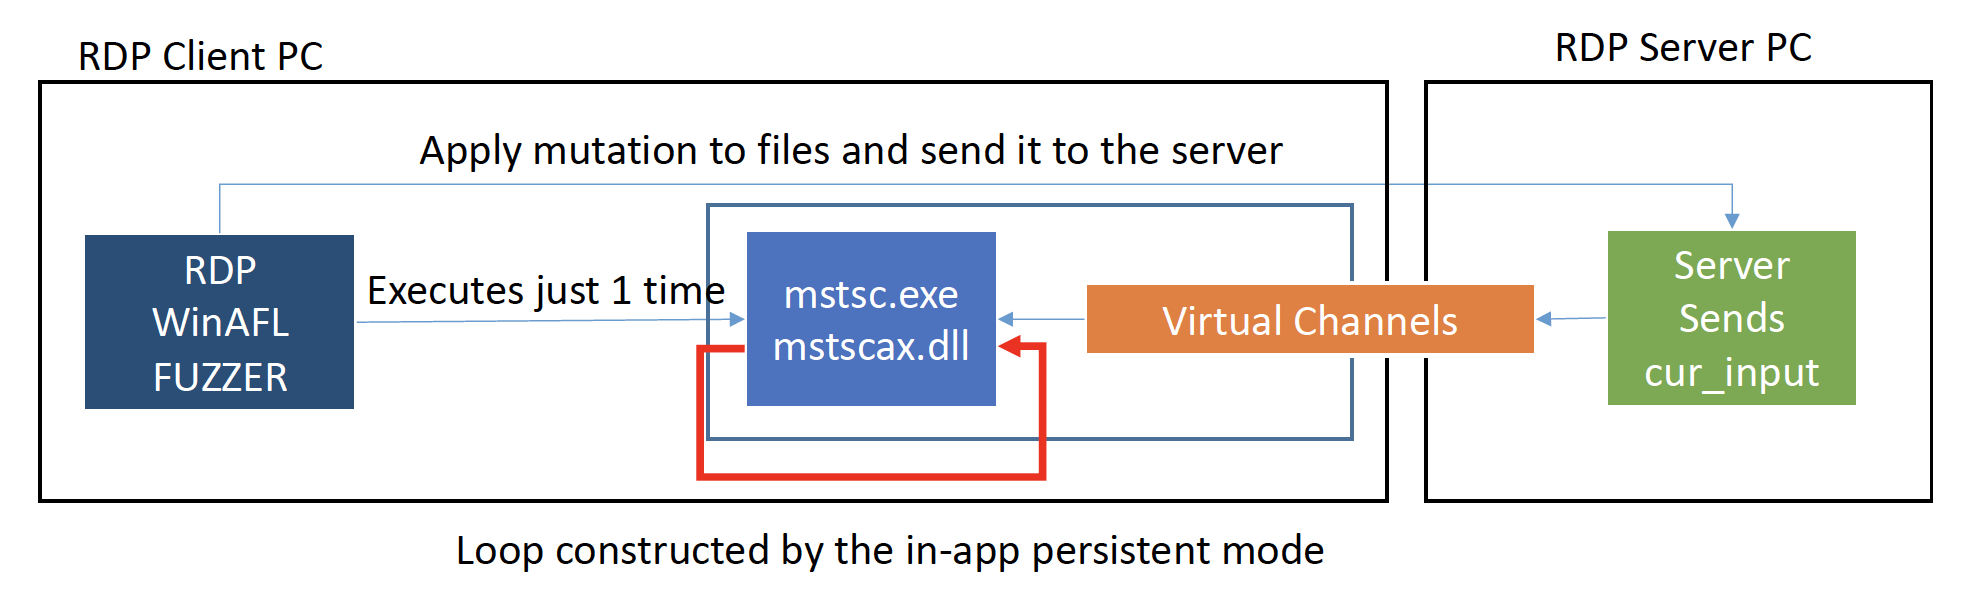 RDP Client PC
RDP Server PC
Apply mutation to files and send it to the server
RDP
WinAFL
FUZZER
Executes just 1 time
mstsc.exe
mstscax.dll
Virtual Channels
Server
Sends
cur_input
Loop constructed by the in-app persistent mode